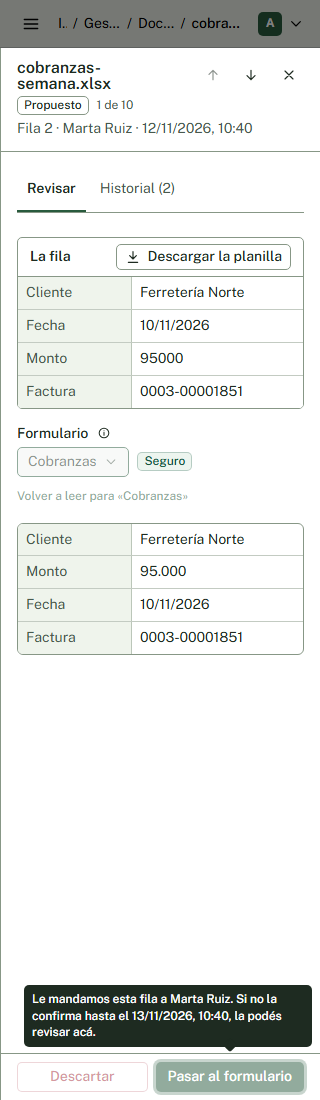 I… / Ges… / Doc… / cobra… A
cobranzas-
semana.xlsx
Propuesto 1 de 10
Fila 2 · Marta Ruiz · 12/11/2026, 10:40
Revisar Historial (2)
La fila Descargar la planilla
Cliente Ferretería Norte
Fecha 10/11/2026
Monto 95000
Factura 0003-00001851
Formulario
Cobranzas Seguro
Volver a leer para «Cobranzas»
Cliente Ferretería Norte
Monto 95.000
Fecha 10/11/2026
Factura 0003-00001851
Le mandamos esta fila a Marta Ruiz. Si no la
confirma hasta el 13/11/2026, 10:40, la podés
revisar acá.
Descartar Pasar al formulario